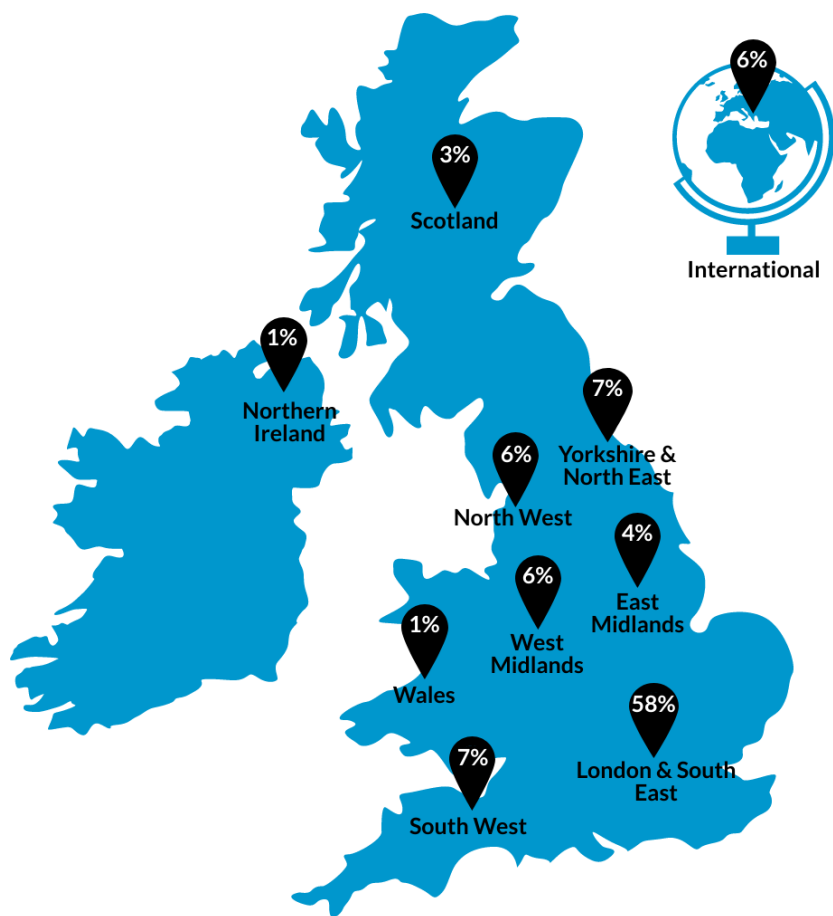 6%
International
3%
Scotland
1%
Northern
Ireland
7%
Yorkshire &
North East
6%
North West
4%
East
Midlands
6%
West
Midlands
1%
Wales
58%
London & South
East
7%
South West